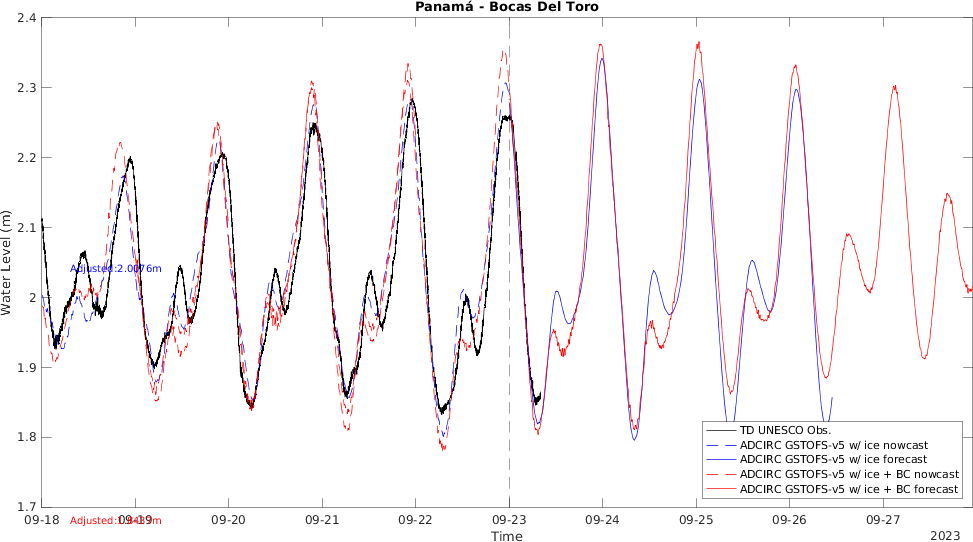 Panamá - Bocas Del Toro
2.4
2.3
2.2
2.1
2
1.9
1.8
1.7
Water Level (m)
TD UNESCO Obs.
ADCIRC GSTOFS-v5 w/ ice nowcast
ADCIRC GSTOFS-v5 w/ ice forecast
ADCIRC GSTOFS-v5 w/ ice + BC nowcast
ADCIRC GSTOFS-v5 w/ ice + BC forecast
09-18 09-19 09-20 09-21 09-22 09-23 09-24 09-25 09-26 09-27
Time
2023